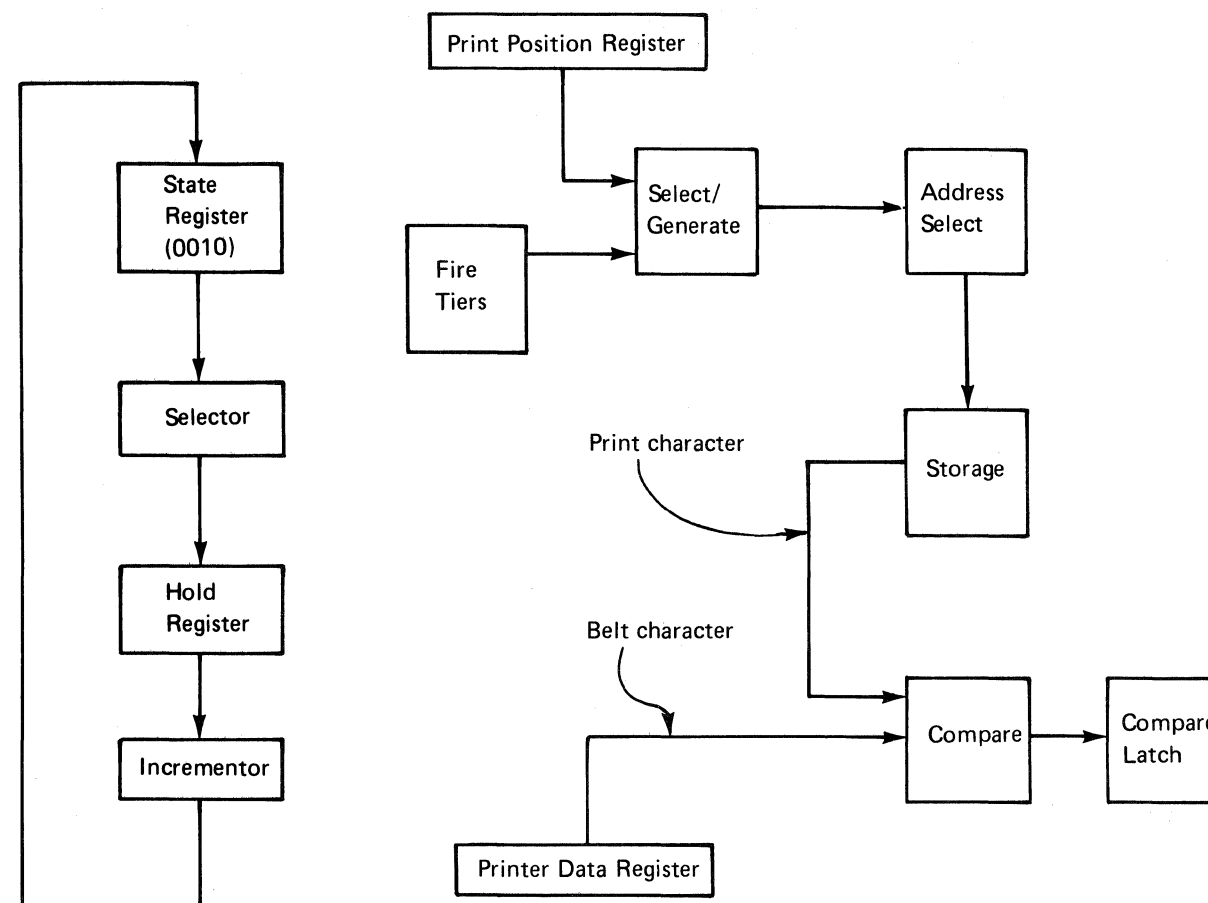 Print Position Register
State
Register
(0010)
Selector
Hold
Register
Incrementor
Select/
Generate
Address
Select
Fire
Tiers
Print character
Storage
Belt character
Compare
Compare
Latch
Printer Data Register